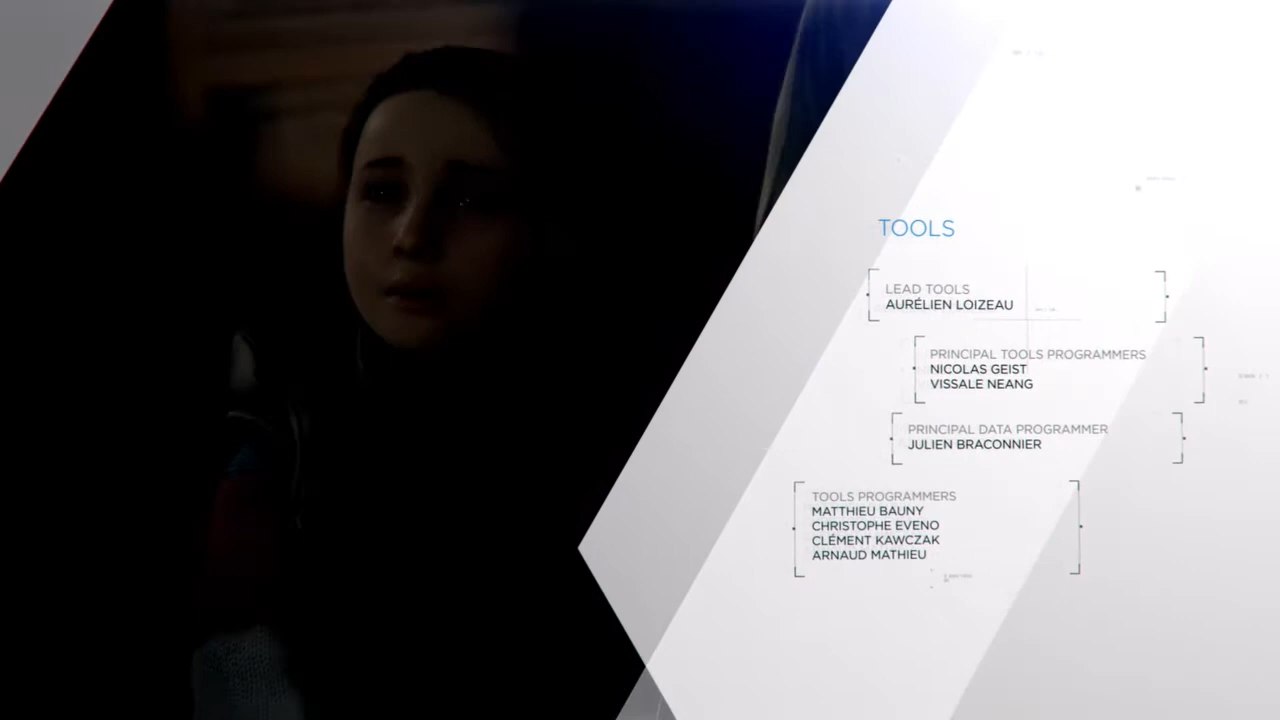 TOOLS
LEAD TOOLS
AURÉLIEN LOIZEAU
PRINCIPAL TOOLS PROGRAMMERS
NICOLAS GEIST
VISSALE NEANG
PRINCIPAL DATA PROGRAMMER
JULIEN BRACONNIER
TOOLS PROGRAMMERS
MATTHIEU BAUNY
CHRISTOPHE EVENO
CLÉMENT KAWCZAK
ARNAUD MATHIEU